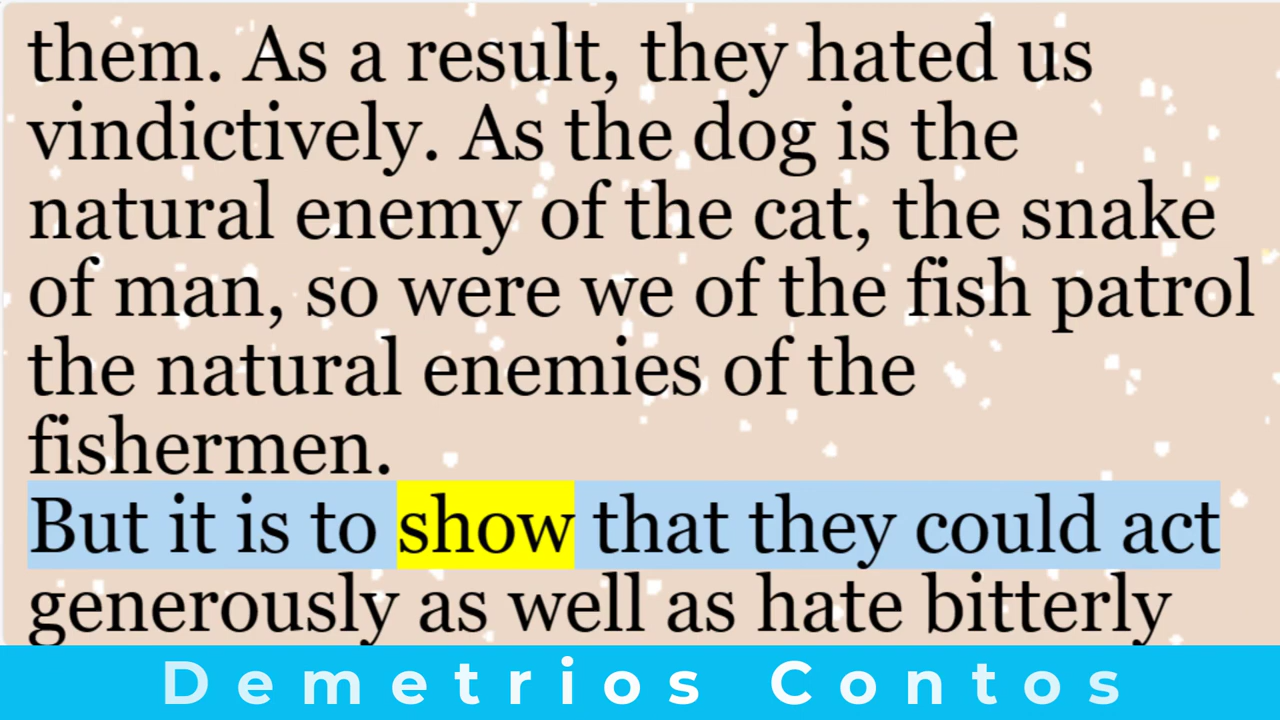 them. As a result, they hated us
vindictively. As the dog is the
natural enemy of the cat, the snake
of man, so were we of the fish patrol
the natural enemies of the
fishermen.
But it is to show that they could act
generously as well as hate bitterly
Demetrios Contos